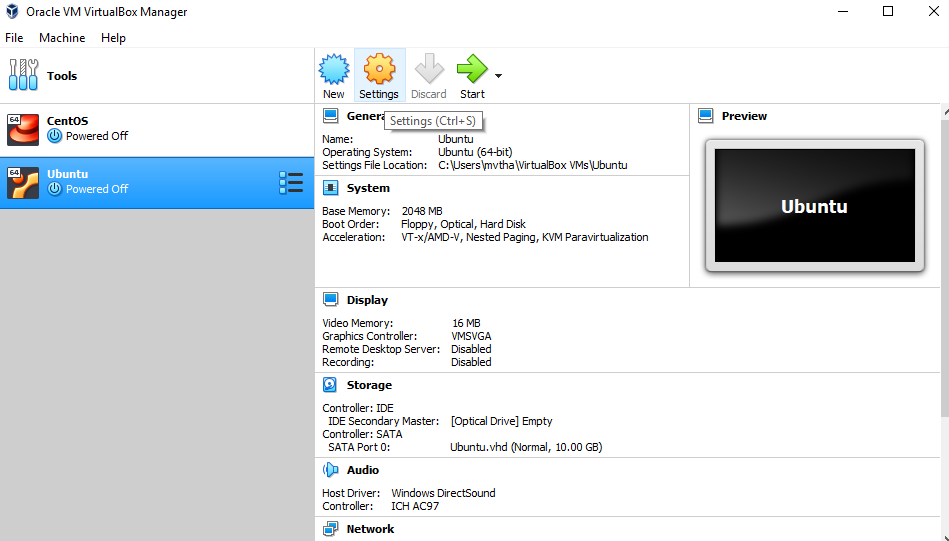 Oracle VM VirtualBox Manager
File Machine Help
Tools
New Settings Discard Start
64 CentOS
Powered Off
64 Ubuntu
Powered Off
Genera
Settings (Ctrl+S)
Name: Ubuntu
Operating System: Ubuntu (64-bit)
Settings File Location: C:\Users\mvtha\VirtualBox VMs\Ubuntu
System
Base Memory: 2048 MB
Boot Order: Floppy, Optical, Hard Disk
Acceleration: VT-x/AMD-V, Nested Paging, KVM Paravirtualization
Preview
Ubuntu
Display
Video Memory: 16 MB
Graphics Controller: VMSVGA
Remote Desktop Server: Disabled
Recording: Disabled
Storage
Controller: IDE
IDE Secondary Master: [Optical Drive] Empty
Controller: SATA
SATA Port 0: Ubuntu.vhd (Normal, 10.00 GB)
Audio
Host Driver: Windows DirectSound
Controller: ICH AC97
Network